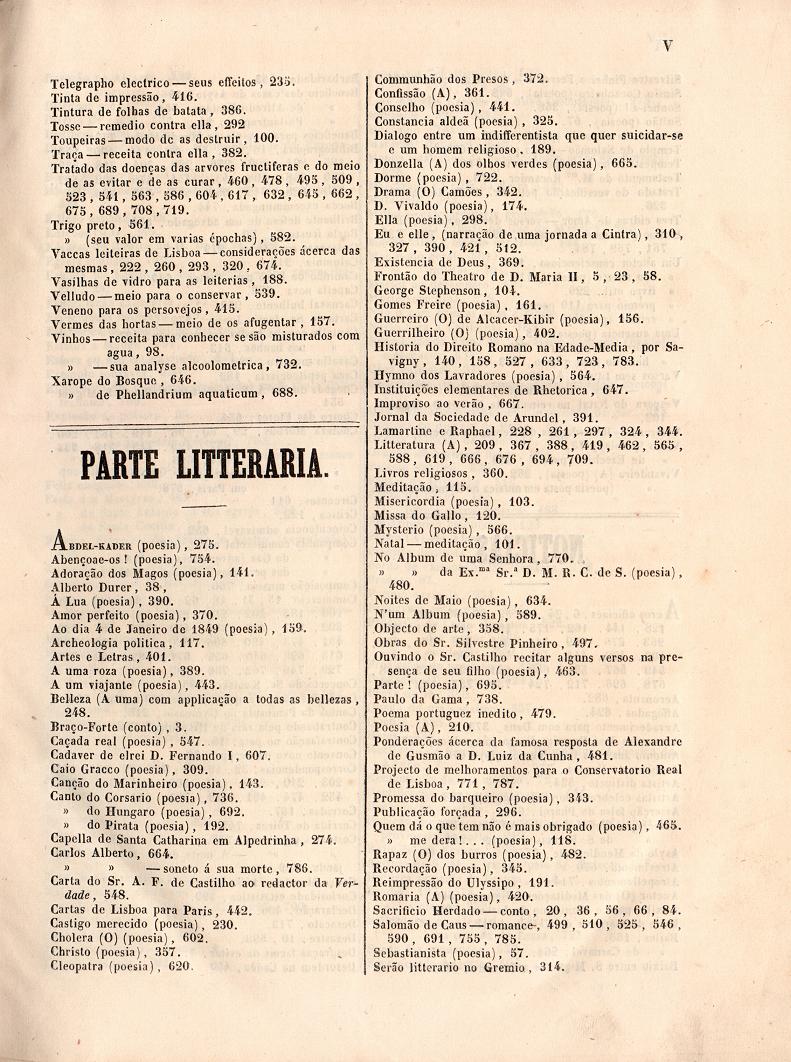 V
Telegrapho electrico — seus effeitos, 235.
Tinta de impressão, 416.
Tintura de folhas de batata, 386.
Tosse — remedio contra ella, 292
Toupeiras — modo de as destruir, 100.
Traça — receita contra ella, 382.
Tratado das doenças das arvores fructiferas e do meio
de as evitar e de as curar, 460, 478, 495, 509,
523, 541, 563, 586, 604, 617, 632, 645, 662,
675, 689, 708, 719.
Trigo preto, 561.
» (seu valor em varias épochas), 582.
Vaccas leiteiras de Lisboa — considerações ácerca das
mesmas, 222, 260, 293, 320, 674.
Vasilhas de vidro para as leiterias, 188.
Velludo — meio para o conservar, 539.
Veneno para os persovejos, 415.
Vermes das hortas — meio de os afugentar, 157.
Vinhos — receita para conhecer se são misturados com
agua, 98.
» — sua analyse alcoolometrica, 732.
Xarope do Bosque, 646.
» de Phellandrium aquaticum, 688.
PARTE LITTERARIA.
ABDEL-KADER (poesia), 275.
Abençoae-os! (poesia), 754.
Adoração dos Magos (poesia), 141.
Alberto Durer, 38,
Á Lua (poesia), 390.
Amor perfeito (poesia), 370.
Ao dia 4 de Janeiro de 1849 (poesia), 159.
Archeologia politica, 117.
Artes e Letras, 401.
A uma roza (poesia), 389.
A um viajante (poesia), 443.
Belleza (A uma) com applicação a todas as bellezas,
248.
Braço-Forte (conto), 3.
Caçada real (poesia), 547.
Cadaver de elrei D. Fernando I, 607.
Caio Gracco (poesia), 309.
Canção do Marinheiro (poesia), 143.
Canto do Corsario (poesia), 736.
» do Hungaro (poesia), 692.
» do Pirata (poesia), 192.
Capella de Santa Catharina em Alpedrinha, 274.
Carlos Alberto, 664.
» » — soneto á sua morte, 786.
Carta do Sr. A. F. de Castilho ao redactor da Ver-
dade, 548.
Cartas de Lisboa para Paris, 442.
Castigo merecido (poesia), 230.
Cholera (O) (poesia), 602.
Christo (poesia), 357.
Cleopatra (poesia), 620.
Communhão dos Presos, 372.
Confissão (A), 361.
Conselho (poesia), 441.
Constancia aldeã (poesia), 325.
Dialogo entre um indifferentista que quer suicidar-se
e um homem religioso, 189.
Donzella (A) dos olhos verdes (poesia), 665.
Dorme (poesia), 722.
Drama (O) Camões, 342.
D. Vivaldo (poesia), 174.
Ella (poesia), 298.
Eu e elle, (narração de uma jornada a Cintra), 310,
327, 390, 421, 512.
Existencia de Deus, 369.
Frontão do Theatro de D. Maria II, 5, 23, 58.
George Stephenson, 104.
Gomes Freire (poesia), 161.
Guerreiro (O) de Alcacer-Kibir (poesia), 156.
Guerrilheiro (O) (poesia), 402.
Historia do Direito Romano na Edade-Media, por Sa-
vigny, 140, 158, 527, 633, 723, 783.
Hymno dos Lavradores (poesia), 564.
Instituições elementares de Rhetorica, 647.
Improviso ao verão, 667.
Jornal da Sociedade de Arundel, 391.
Lamartine e Raphael, 228, 261, 297, 324, 344.
Litteratura (A), 209, 367, 388, 419, 462, 565,
588, 619, 666, 676, 694, 709.
Livros religiosos, 360.
Meditação, 115.
Misericordia (poesia), 103.
Missa do Gallo, 120.
Mysterio (poesia), 566.
Natal — meditação, 101.
No Album de uma Senhora, 770.
» » da Ex.ma Sr.a D. M. R. C. de S. (poesia),
480.
Noites de Maio (poesia), 634.
N'um Album (poesia), 589.
Objecto de arte, 358.
Obras do Sr. Silvestre Pinheiro, 497.
Ouvindo o Sr. Castilho recitar alguns versos na pre-
sença de seu filho (poesia), 463.
Parte! (poesia), 695.
Paulo da Gama, 738.
Poema portuguez inedito, 479.
Poesia (A), 210.
Ponderações ácerca da famosa resposta de Alexandre
de Gusmão a D. Luiz da Cunha, 481.
Projecto de melhoramentos para o Conservatorio Real
de Lisboa, 771, 787.
Promessa do barqueiro (poesia), 343.
Publicação forçada, 296.
Quem dá o que tem não é mais obrigado (poesia), 465.
» me dera!... (poesia), 118.
Rapaz (O) dos burros (poesia), 482.
Recordação (poesia), 345.
Reimpressão do Ulyssipo, 191.
Romaria (A) (poesia), 420.
Sacrificio Herdado — conto, 20, 36, 56, 66, 84.
Salomão de Caus — romance, 499, 510, 525, 546,
590, 691, 755, 785.
Sebastianista (poesia), 57.
Serão litterario no Gremio, 314.